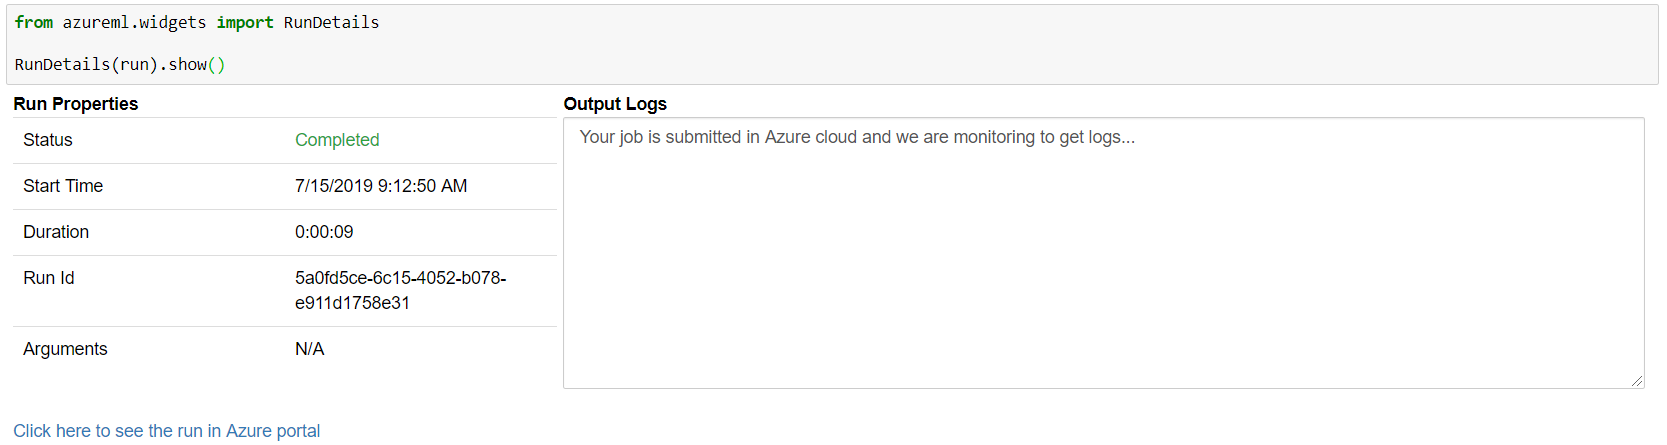 from azureml.widgets import RunDetails
RunDetails(run).show()
Run Properties
Status Completed
Start Time 7/15/2019 9:12:50 AM
Duration 0:00:09
Run Id 5a0fd5ce-6c15-4052-b078-
e911d1758e31
Arguments N/A
Output Logs
Your job is submitted in Azure cloud and we are monitoring to get logs...
Click here to see the run in Azure portal